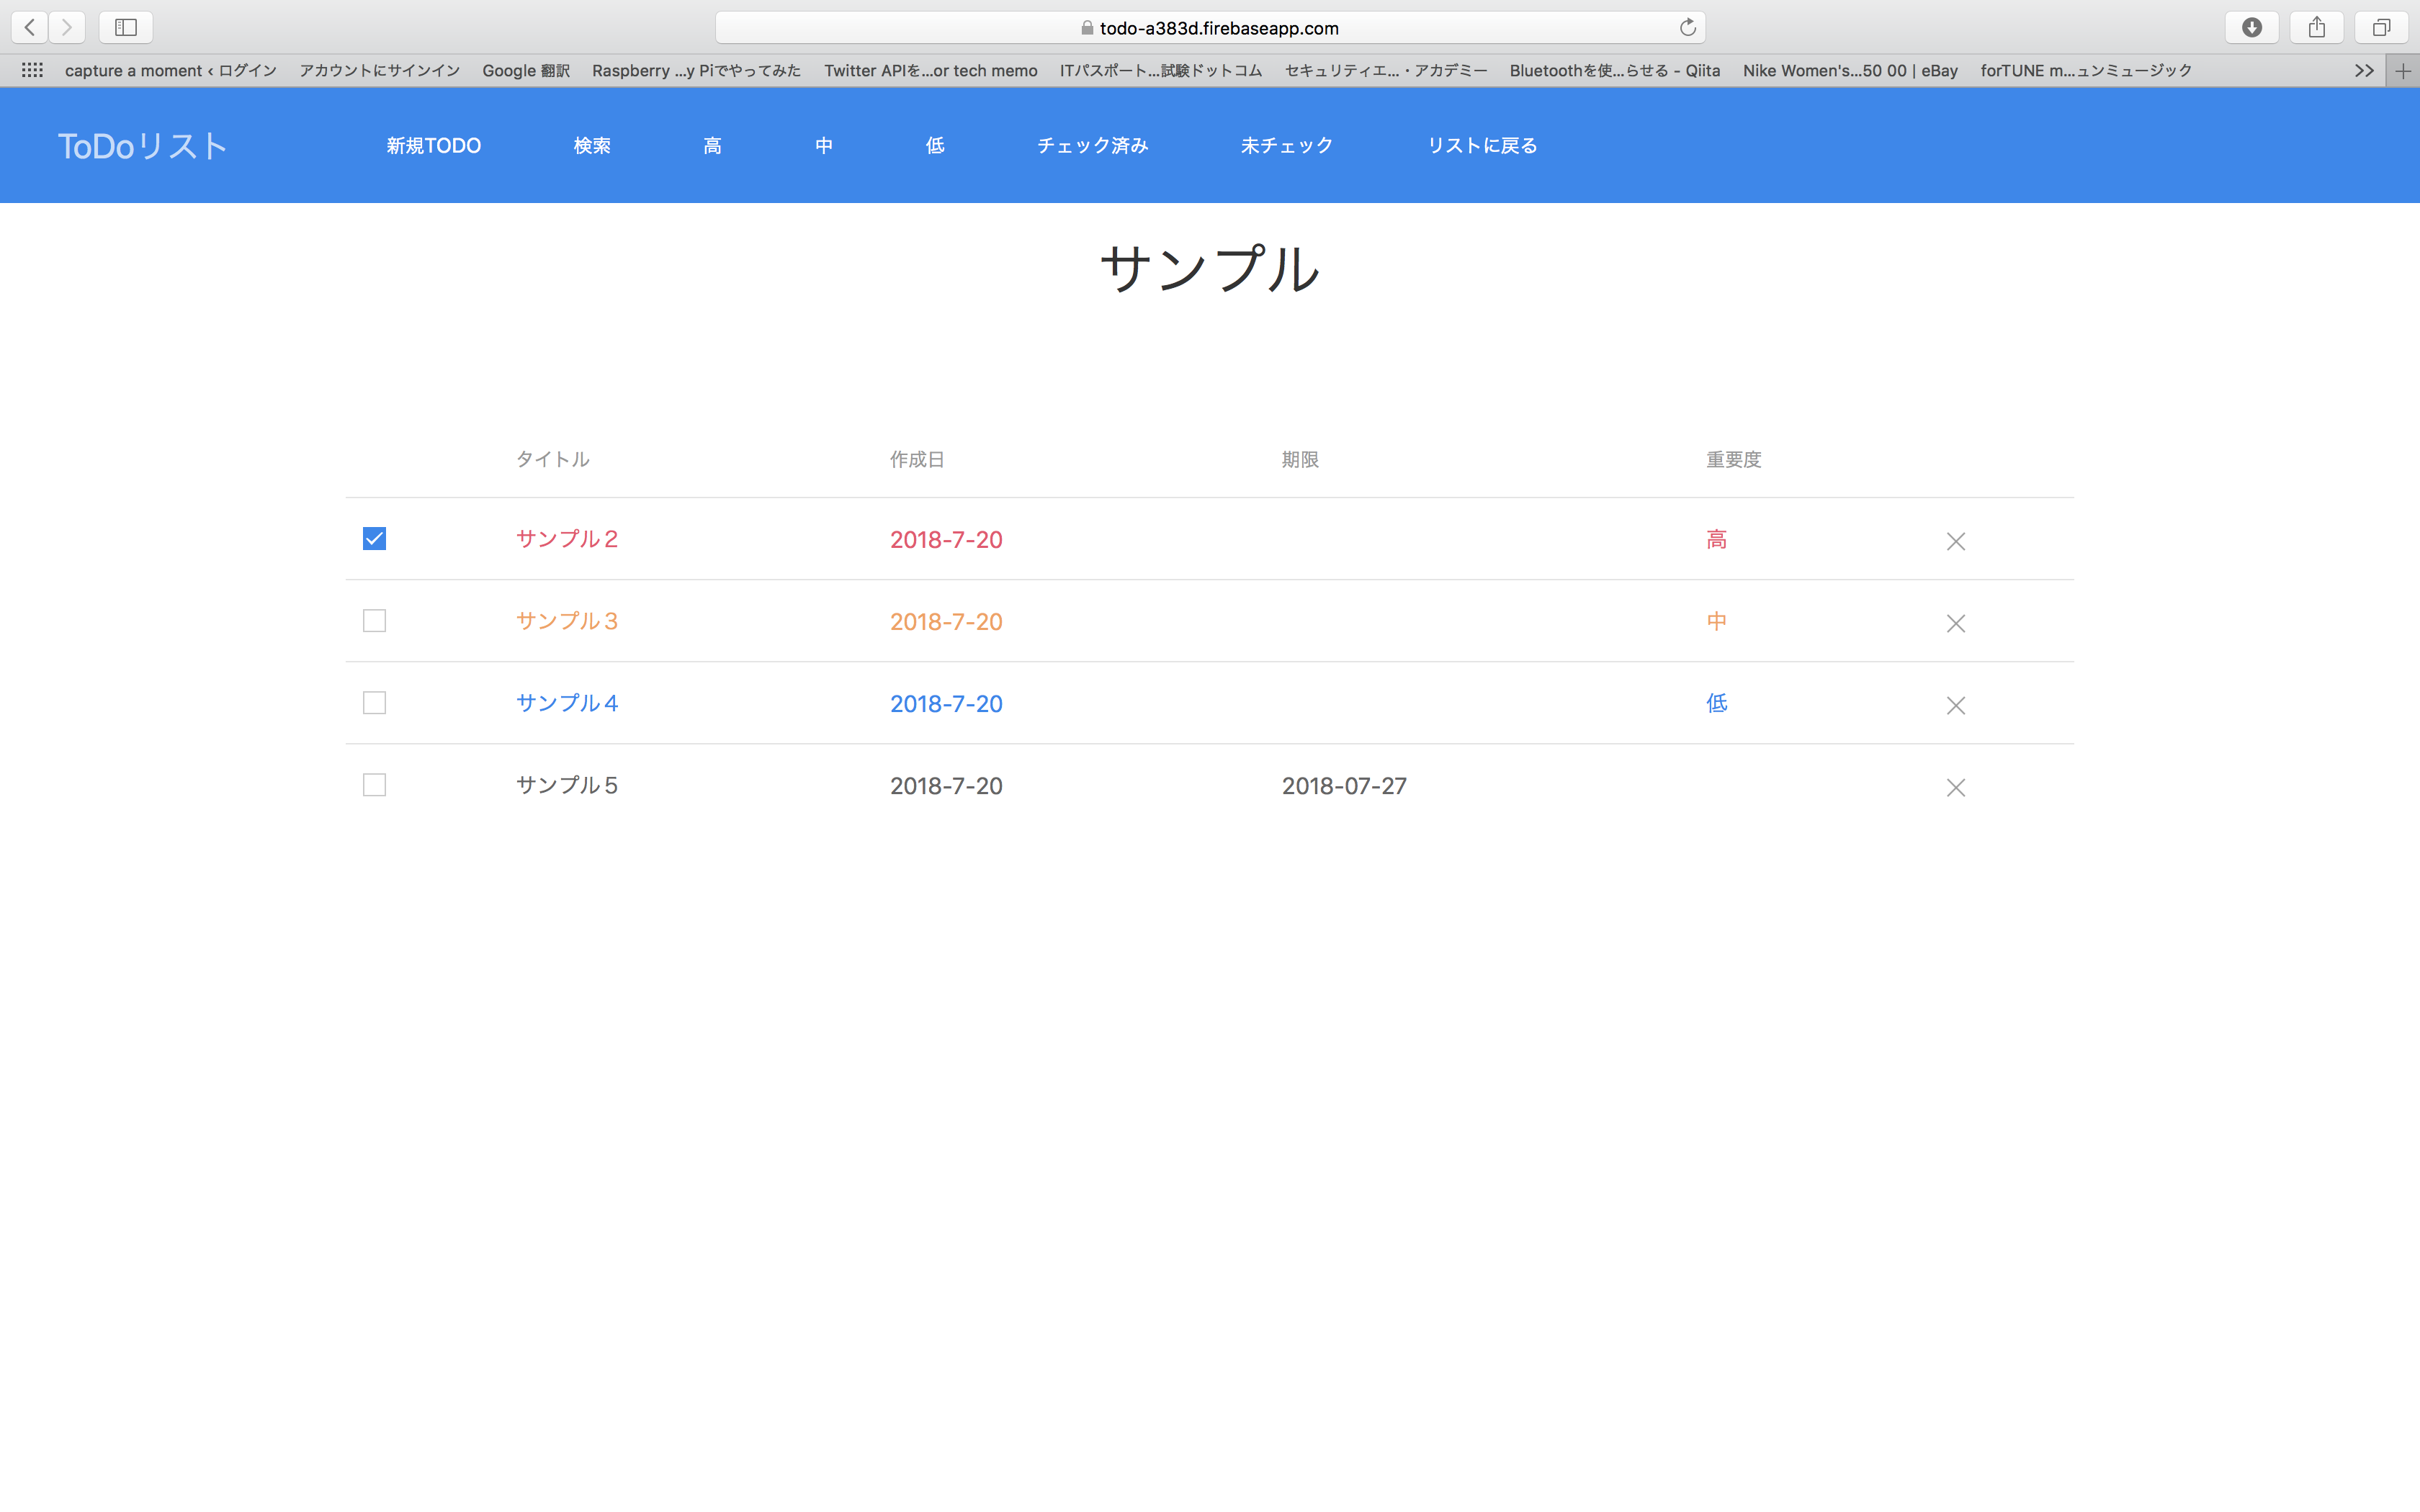 todo-a383d.firebaseapp.com
capture a moment ‹ ログイン アカウントにサインイン Google 翻訳 Raspberry ...y Piでやってみた Twitter APIを...or tech memo ITパスポート...試験ドットコム セキュリティエ...・アカデミー Bluetoothを使...らせる - Qiita Nike Women's...50 00 | eBay forTUNE m...ュンミュージック
ToDoリスト 新規TODO 検索 高 中 低 チェック済み 未チェック リストに戻る
サンプル
タイトル 作成日 期限 重要度
サンプル２ 2018-7-20 高
サンプル３ 2018-7-20 中
サンプル４ 2018-7-20 低
サンプル５ 2018-7-20 2018-07-27